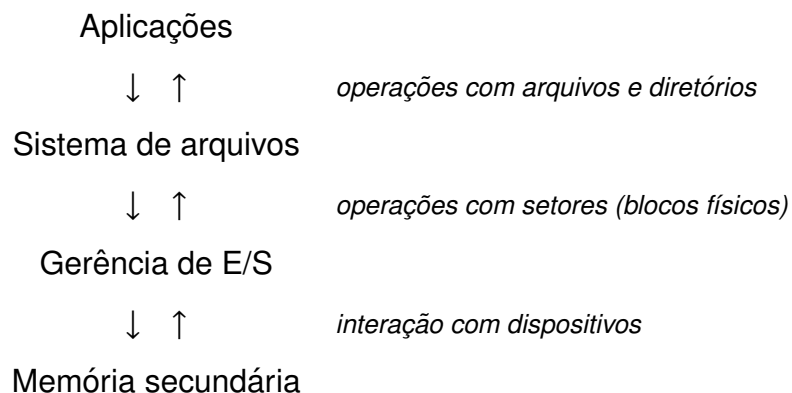 Aplicações
↓ ↑ operações com arquivos e diretórios
Sistema de arquivos
↓ ↑ operações com setores (blocos físicos)
Gerência de E/S
↓ ↑ interação com dispositivos
Memória secundária